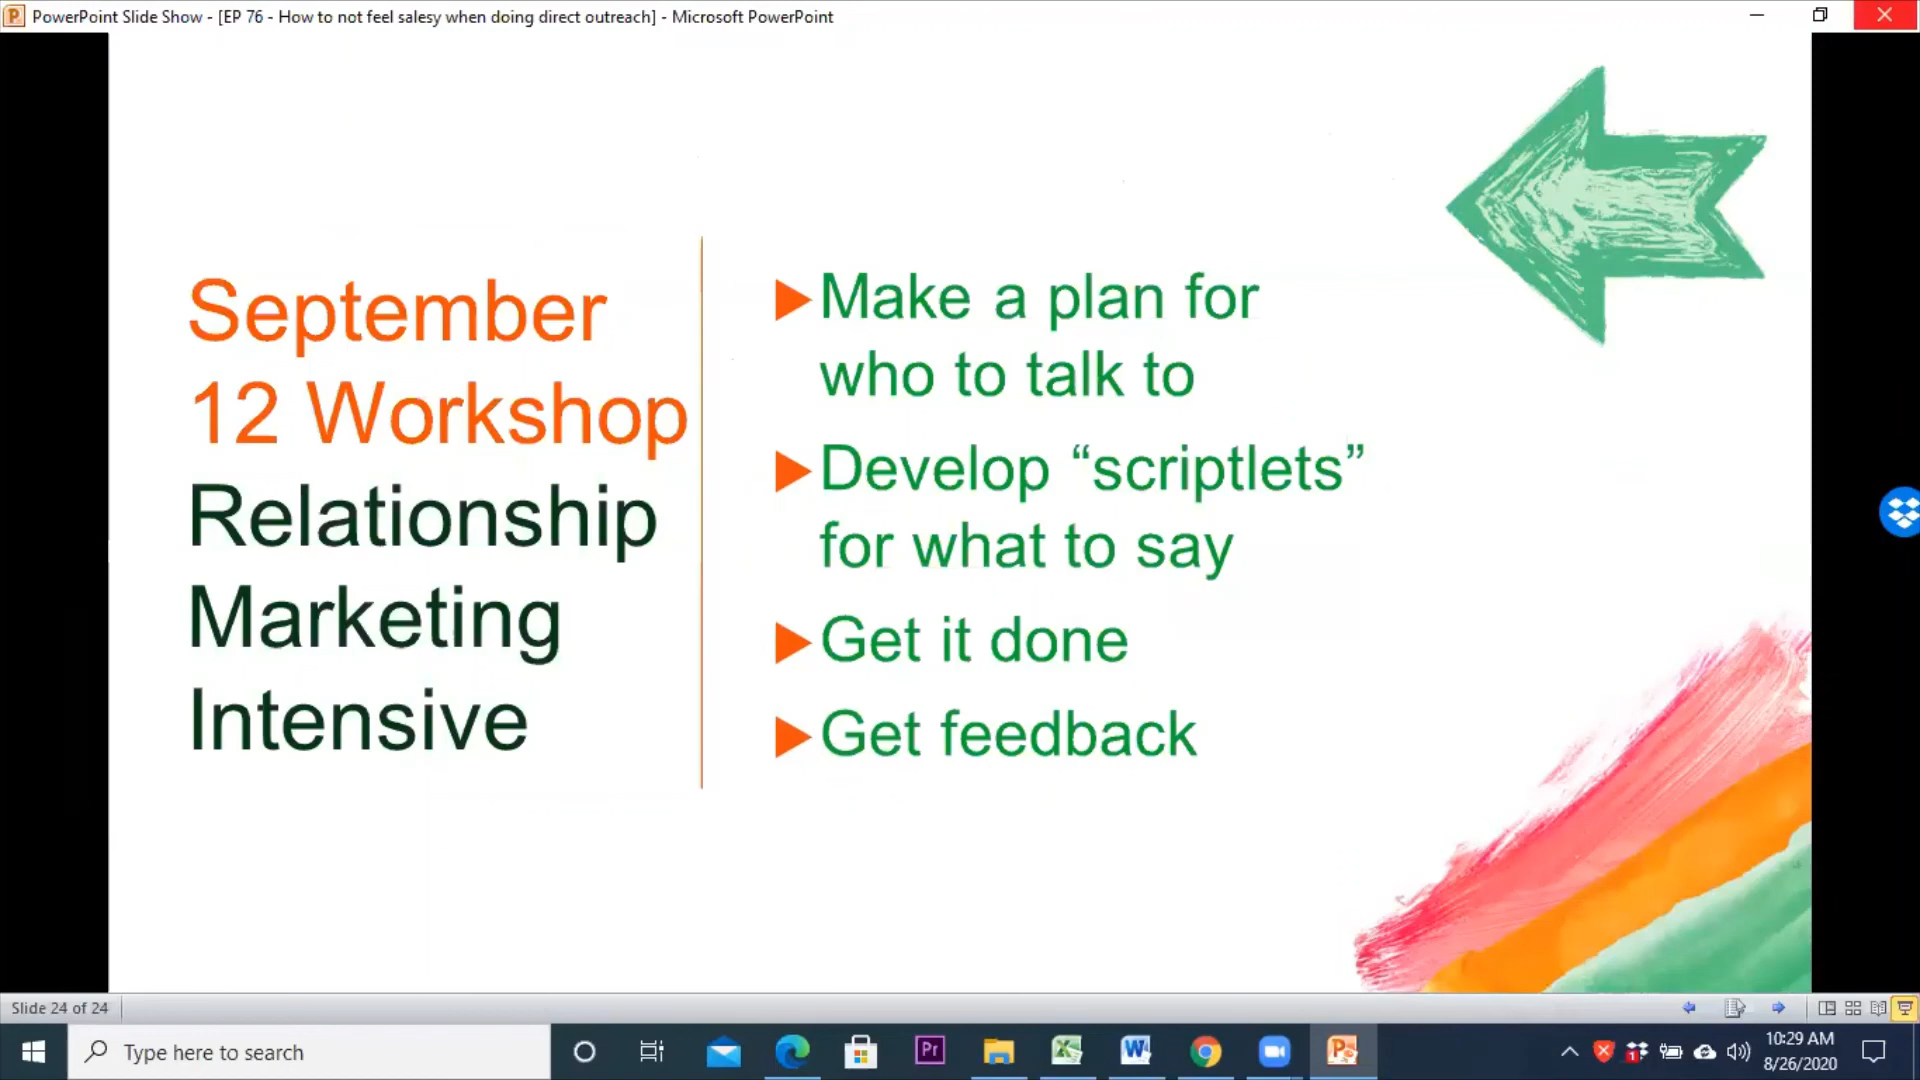 PowerPoint Slide Show - [EP 76 - How to not feel salesy when doing direct outreach] - Microsoft PowerPoint
September
12 Workshop
Relationship
Marketing
Intensive
Make a plan for
who to talk to
Develop “scriptlets”
for what to say
Get it done
Get feedback
Slide 24 of 24
Type here to search
Pr
10:29 AM
8/26/2020